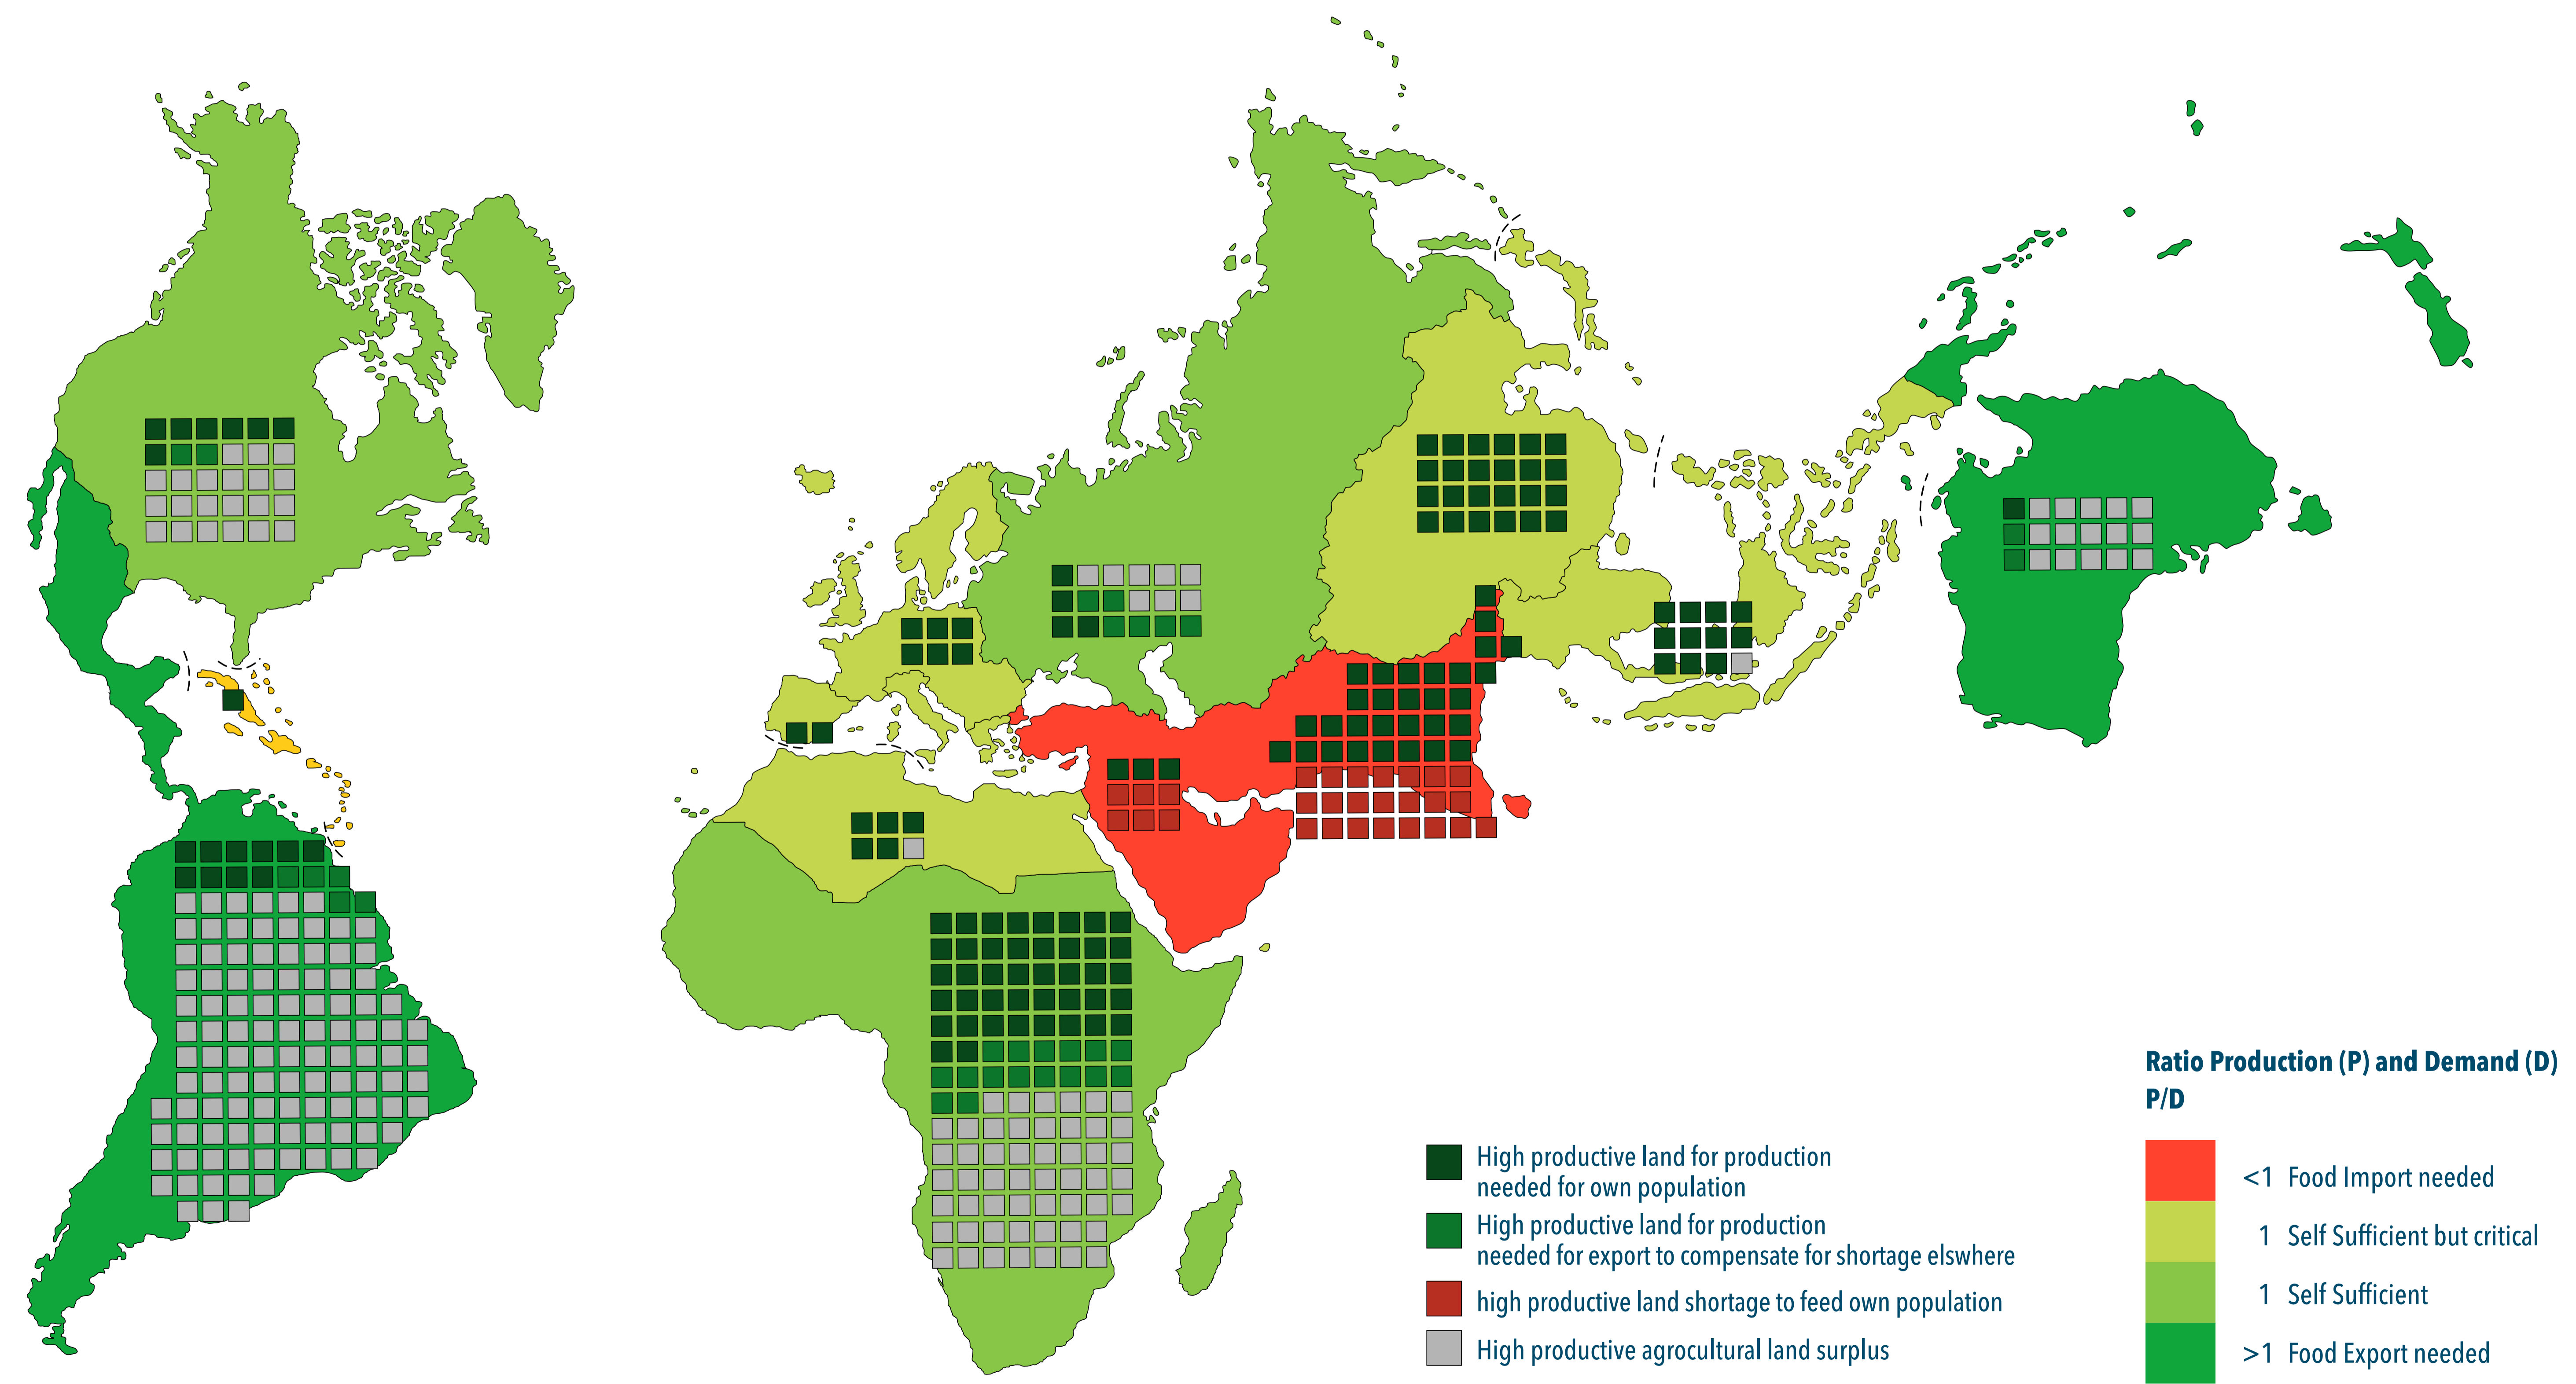 Ratio Production (P) and Demand (D)
P/D
<1 Food Import needed
1 Self Sufficient but critical
1 Self Sufficient
>1 Food Export needed
High productive land for production
needed for own population
High productive land for production
needed for export to compensate for shortage elswhere
high productive land shortage to feed own population
High productive agrocultural land surplus